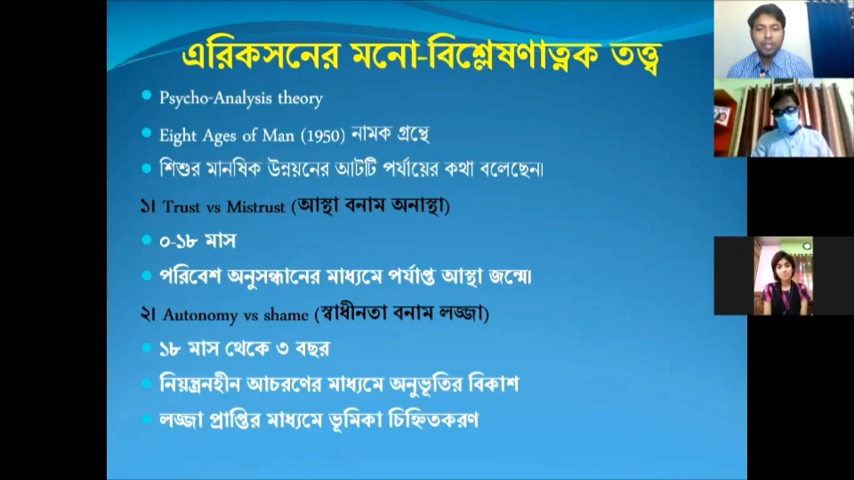 এরিকসনের মনো-বিশ্লেষণাত্নক তত্ত্ব
Psycho-Analysis theory
Eight Ages of Man (1950) নামক গ্রন্থে
শিশুর মানষিক উন্নয়নের আটটি পর্যায়ের কথা বলেছেন।
১। Trust vs Mistrust (আস্থা বনাম অনাস্থা)
০-১৮ মাস
পরিবেশ অনুসন্ধানের মাধ্যমে পর্যাপ্ত আস্থা জন্মে।
২। Autonomy vs shame (স্বাধীনতা বনাম লজ্জা)
১৮ মাস থেকে ৩ বছর
নিয়ন্ত্রনহীন আচরণের মাধ্যমে অনুভূতির বিকাশ
লজ্জা প্রাপ্তির মাধ্যমে ভূমিকা চিহ্নিতকরণ